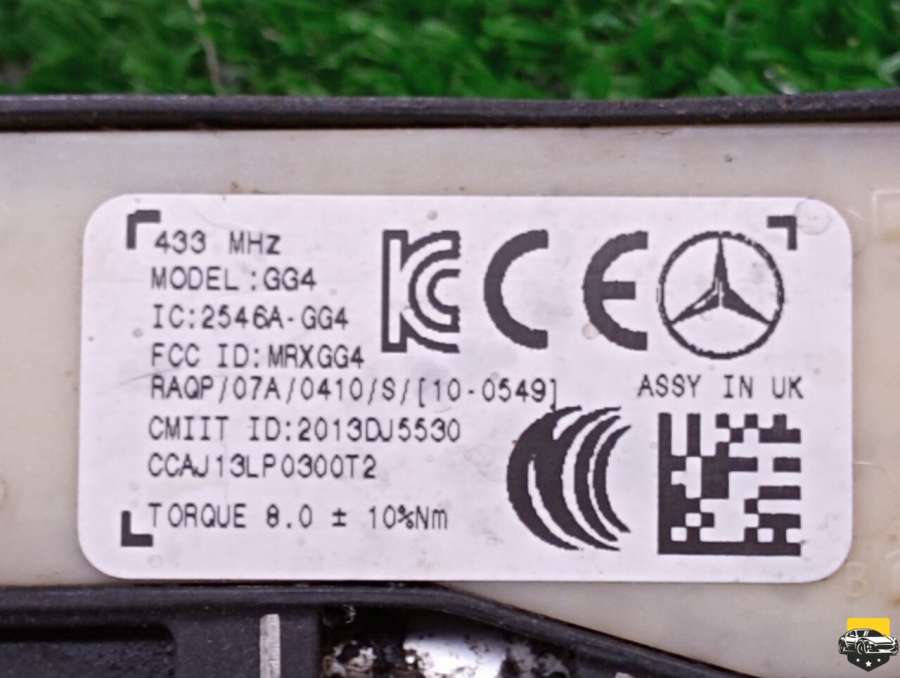 433 MHz
MODEL:GG4
IC:2546A-GG4
FCC ID:MRXGG4
RAQP/07A/0410/S/[10-0549]
ASSY IN UK
CMIIT ID:2013DJ5530
CCAJ13LP0300T2
TORQUE 8.0 ± 10%Nm